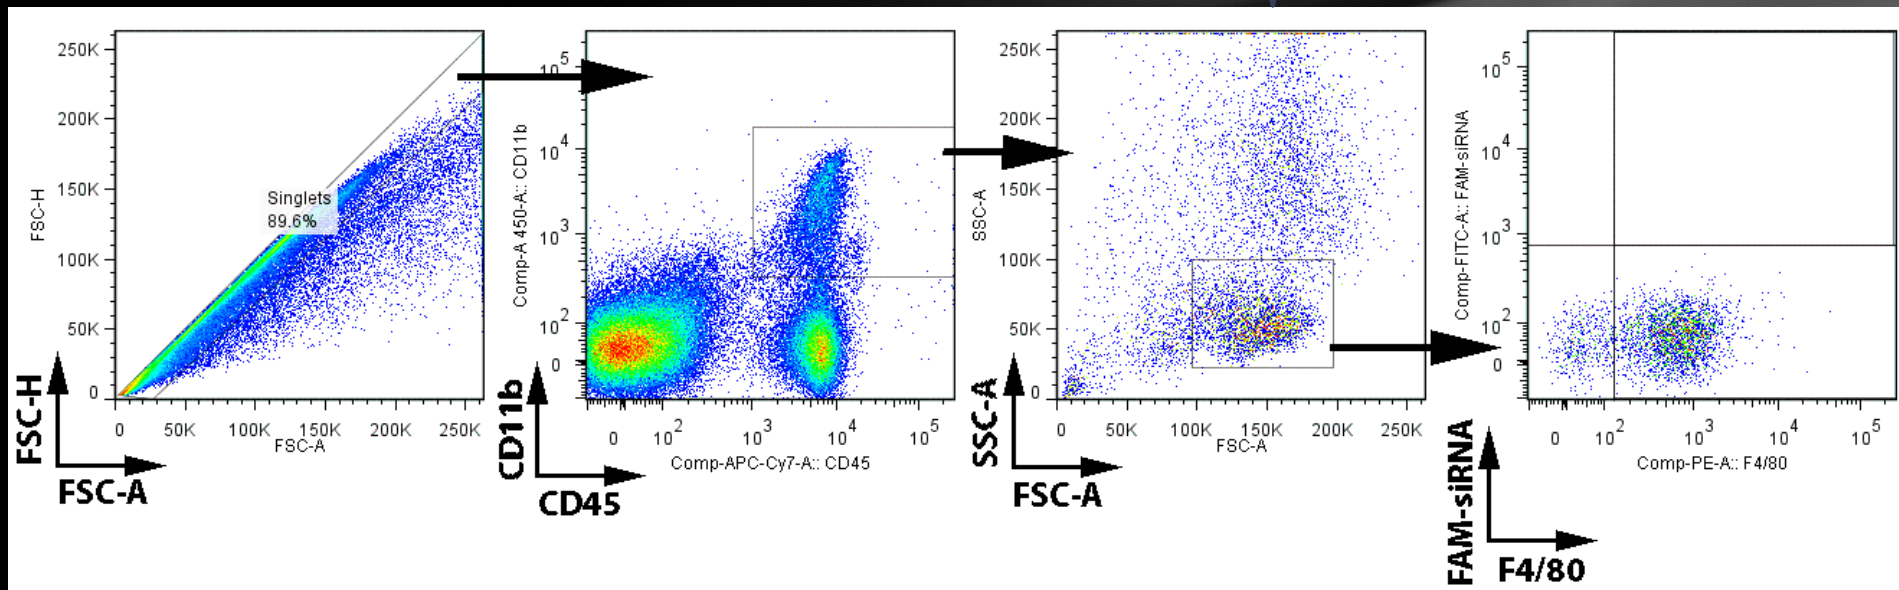 250K
200K
150K
100K
50K
0
FSC-H
Singlets
89.6%
0 50K 100K 150K 200K 250K
FSC-A
FSC-H
FSC-A
10^5
10^4
10^3
10^2
0
Comp-A 450-A:: CD11b
0 10^2 10^3 10^4 10^5
Comp-APC-Cy7-A:: CD45
CD11b
CD45
250K
200K
150K
100K
50K
0
SSC-A
0 50K 100K 150K 200K 250K
FSC-A
SSC-A
FSC-A
10^5
10^4
10^3
10^2
0
Comp-FITC-A:: FAM-siRNA
0 10^2 10^3 10^4 10^5
Comp-PE-A:: F4/80
FAM-siRNA
F4/80